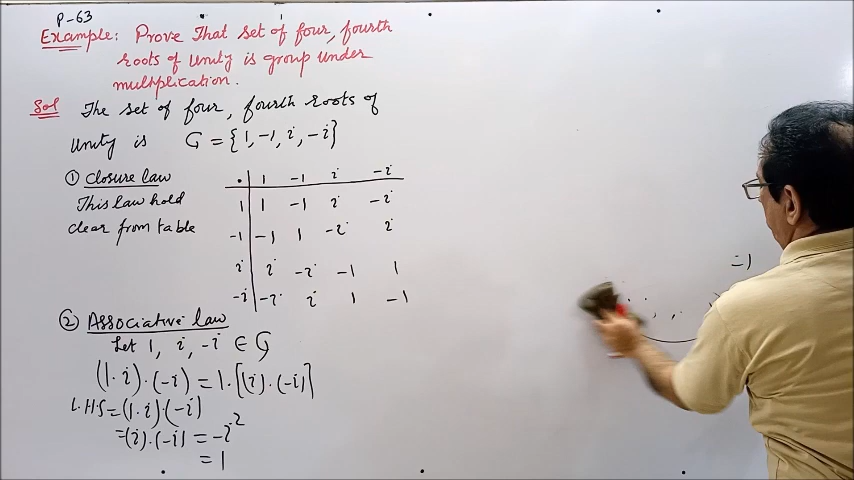 P-63
Example: Prove That set of four, fourth
roots of Unity is group under
multiplication.
Sol The set of four, fourth roots of
Unity is G = {1, -1, i, -i}
① closure law
This law hold
clear from table
. 1 -1 i -i
1 1 -1 i -i
-1 -1 1 -i i
i i -i -1 1
-i -i i 1 -1
② Associative law
Let 1, i, -i ∈ G
(1·i)·(-i) = 1·[(i)·(-i)]
L.H.S = (1·i)·(-i)
= (i)·(-i) = -i²
= 1
=1